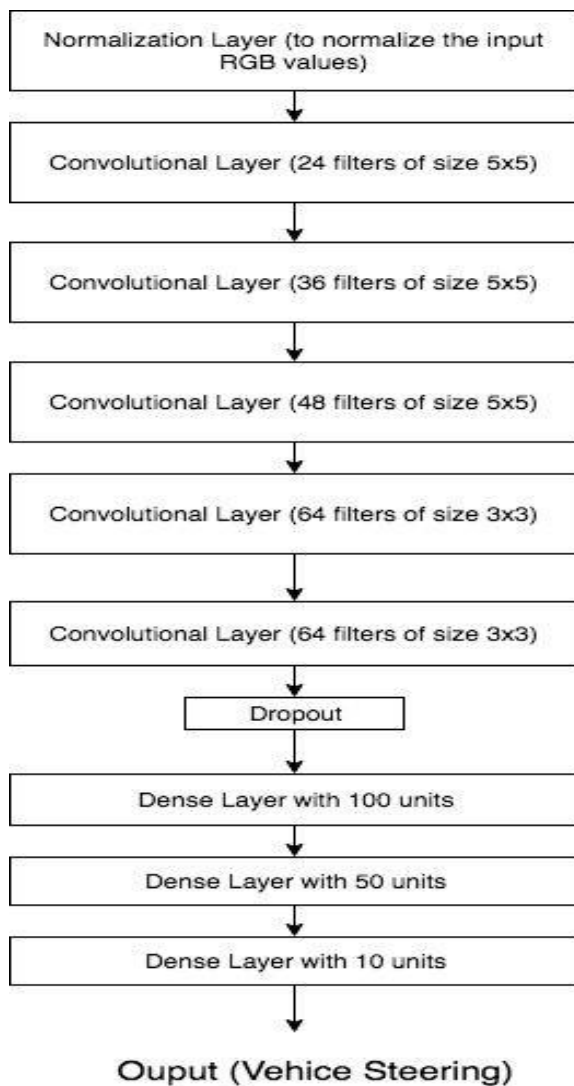 Normalization Layer (to normalize the input
RGB values)
Convolutional Layer (24 filters of size 5x5)
Convolutional Layer (36 filters of size 5x5)
Convolutional Layer (48 filters of size 5x5)
Convolutional Layer (64 filters of size 3x3)
Convolutional Layer (64 filters of size 3x3)
Dropout
Dense Layer with 100 units
Dense Layer with 50 units
Dense Layer with 10 units
Ouput (Vehice Steering)